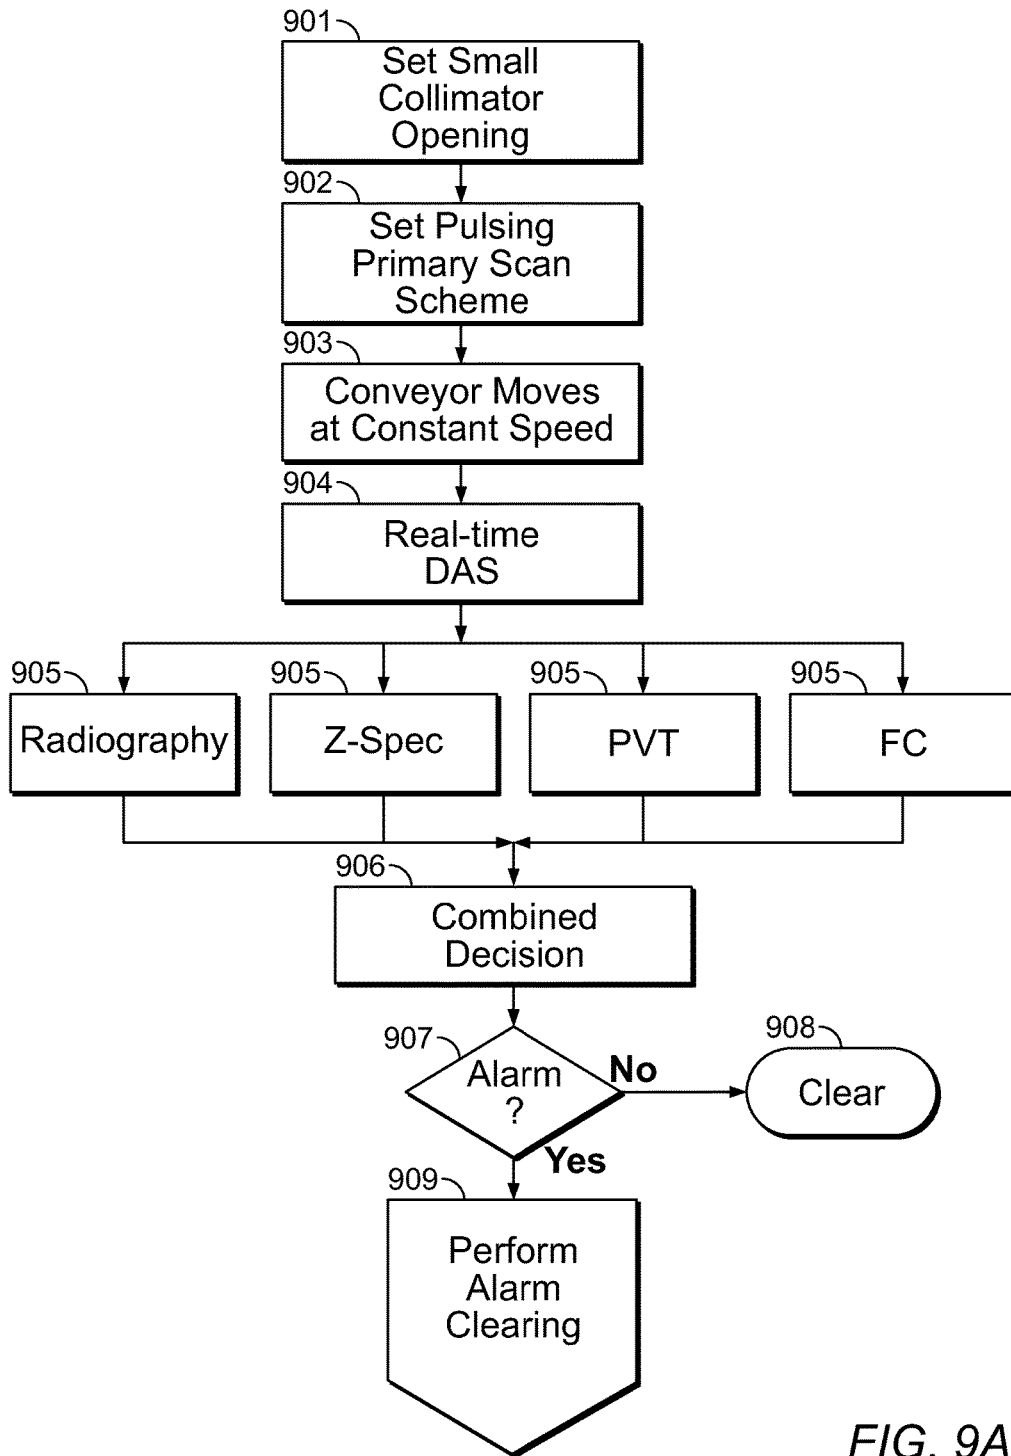 901
Set Small
Collimator
Opening
902
Set Pulsing
Primary Scan
Scheme
903
Conveyor Moves
at Constant Speed
904
Real-time
DAS
905
Radiography
905
Z-Spec
905
PVT
905
FC
906
Combined
Decision
907
Alarm
?
No
908
Clear
Yes
909
Perform
Alarm
Clearing
FIG. 9A